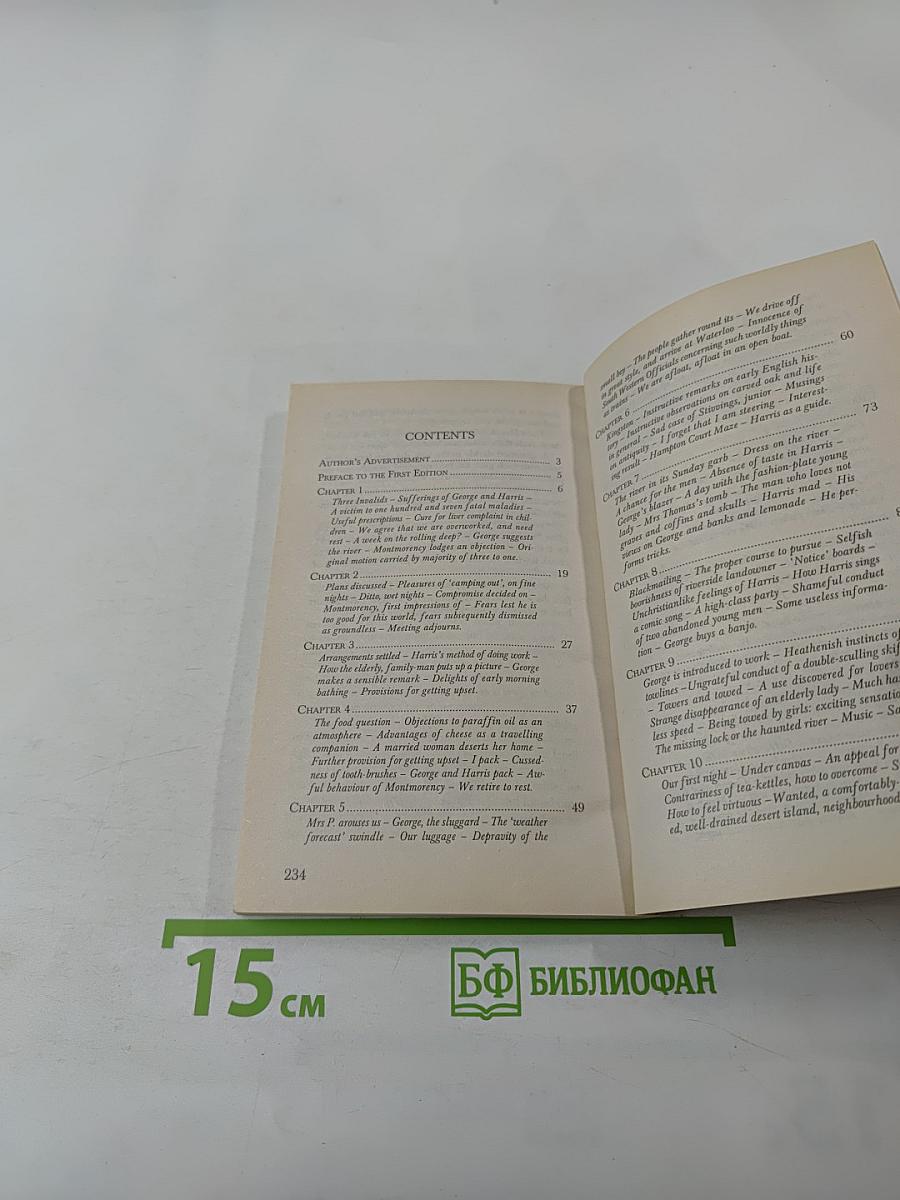 CONTENTS
AUTHOR'S ADVERTISEMENT 3
PREFACE TO THE FIRST EDITION 5
CHAPTER 1 6
Three Invalids – Sufferings of George and Harris –
A victim to one hundred and seven fatal maladies –
Useful prescriptions – Cure for liver complaint in chil-
dren – We agree that we are overworked, and need
rest – A week on the rolling deep? – George suggests
the river – Montmorency lodges an objection – Ori-
ginal motion carried by majority of three to one.
CHAPTER 2 19
Plans discussed – Pleasures of 'camping out', on fine
nights – Ditto, wet nights – Compromise decided on –
Montmorency, first impressions of – Fears lest he is
too good for this world, fears subsequently dismissed
as groundless – Meeting adjourns.
CHAPTER 3 27
Arrangements settled – Harris's method of doing work –
How the elderly, family-man puts up a picture – George
makes a sensible remark – Delights of early morning
bathing – Provisions for getting upset.
CHAPTER 4 37
The food question – Objections to paraffin oil as an
atmosphere – Advantages of cheese as a travelling
companion – A married woman deserts her home –
Further provision for getting upset – I pack – Cussed-
ness of tooth-brushes – George and Harris pack – Aw-
ful behaviour of Montmorency – We retire to rest.
CHAPTER 5 49
Mrs P. arouses us – George, the sluggard – The 'weather
forecast' swindle – Our luggage – Depravity of the
234
small boy – The people gather round its – We drive off
in great style, and arrive at Waterloo – Innocence of
South Western Officials concerning such worldly things
as trains – We are afloat, afloat in an open boat.
CHAPTER 6 60
Kingston – Instructive remarks on early English his-
tory – Instructive observations on carved oak and life
in general – Sad case of Stivvings, junior – Musings
on antiquity – I forget that I am steering – Interest-
ing result – Hampton Court Maze – Harris as a guide.
CHAPTER 7 73
The river in its Sunday garb – Dress on the river –
A chance for the men – Absence of taste in Harris –
George's blazer – A day with the fashion-plate young
lady – Mrs Thomas's tomb – The man who loves not
graves and coffins and skulls – Harris mad – His
views on George and banks and lemonade – He per-
forms tricks.
CHAPTER 8
Blackmailing – The proper course to pursue – Selfish
boorishness of riverside landowner – 'Notice' boards –
Unchristianlike feelings of Harris – How Harris sings
a comic song – A high-class party – Shameful conduct
of two abandoned young men – Some useless informa-
tion – George buys a banjo.
CHAPTER 9
George is introduced to work – Heathenish instincts of
towlines – Ungrateful conduct of a double-sculling
– Towers and towed – A use discovered for lovers
Strange disappearance of an elderly lady – Much
less speed – Being towed by girls: exciting
The missing lock or the haunted river – Music –
CHAPTER 10
Our first night – Under canvas – An appeal for
Contrariness of tea-kettles, how to overcome –
How to feel virtuous – Wanted, a comfortably-
ed, well-drained desert island, neighbourhood
15 см
БФ БИБЛИОФАН